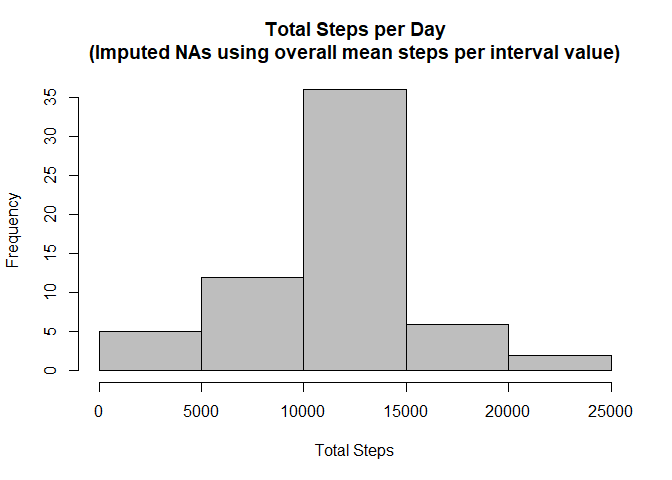 Total Steps per Day
(Imputed NAs using overall mean steps per interval value)
Frequency
35
30
25
20
15
10
5
0
0 5000 10000 15000 20000 25000
Total Steps